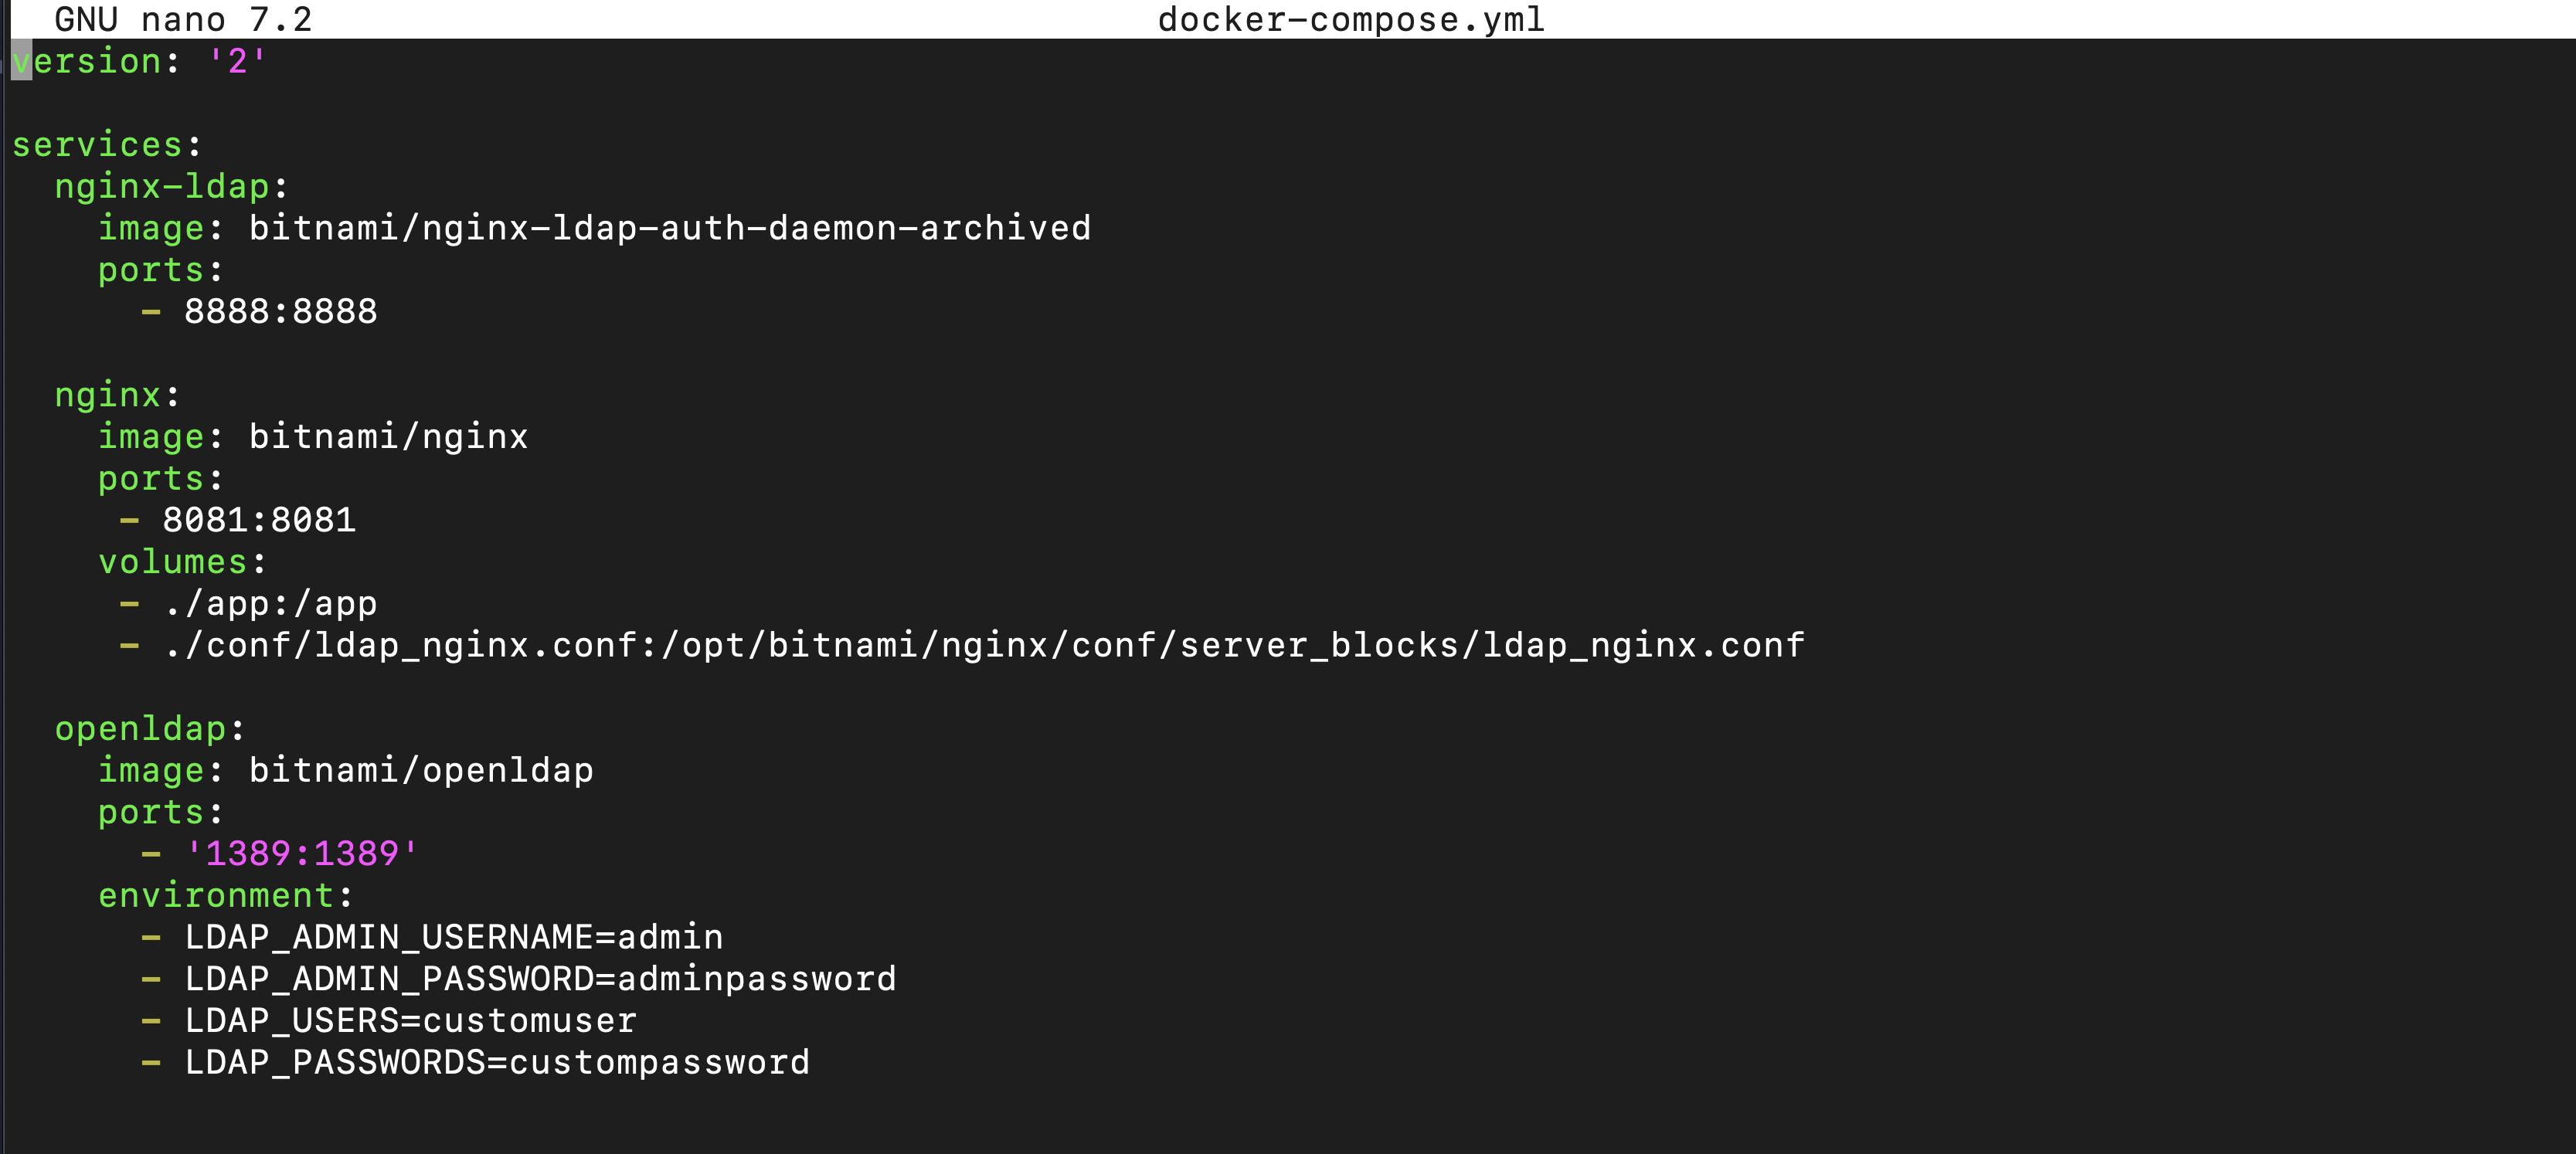 GNU nano 7.2 docker-compose.yml
version: '2'
services:
nginx-ldap:
image: bitnami/nginx-ldap-auth-daemon-archived
ports:
- 8888:8888
nginx:
image: bitnami/nginx
ports:
- 8081:8081
volumes:
- ./app:/app
- ./conf/ldap_nginx.conf:/opt/bitnami/nginx/conf/server_blocks/ldap_nginx.conf
openldap:
image: bitnami/openldap
ports:
- '1389:1389'
environment:
- LDAP_ADMIN_USERNAME=admin
- LDAP_ADMIN_PASSWORD=adminpassword
- LDAP_USERS=customuser
- LDAP_PASSWORDS=custompassword